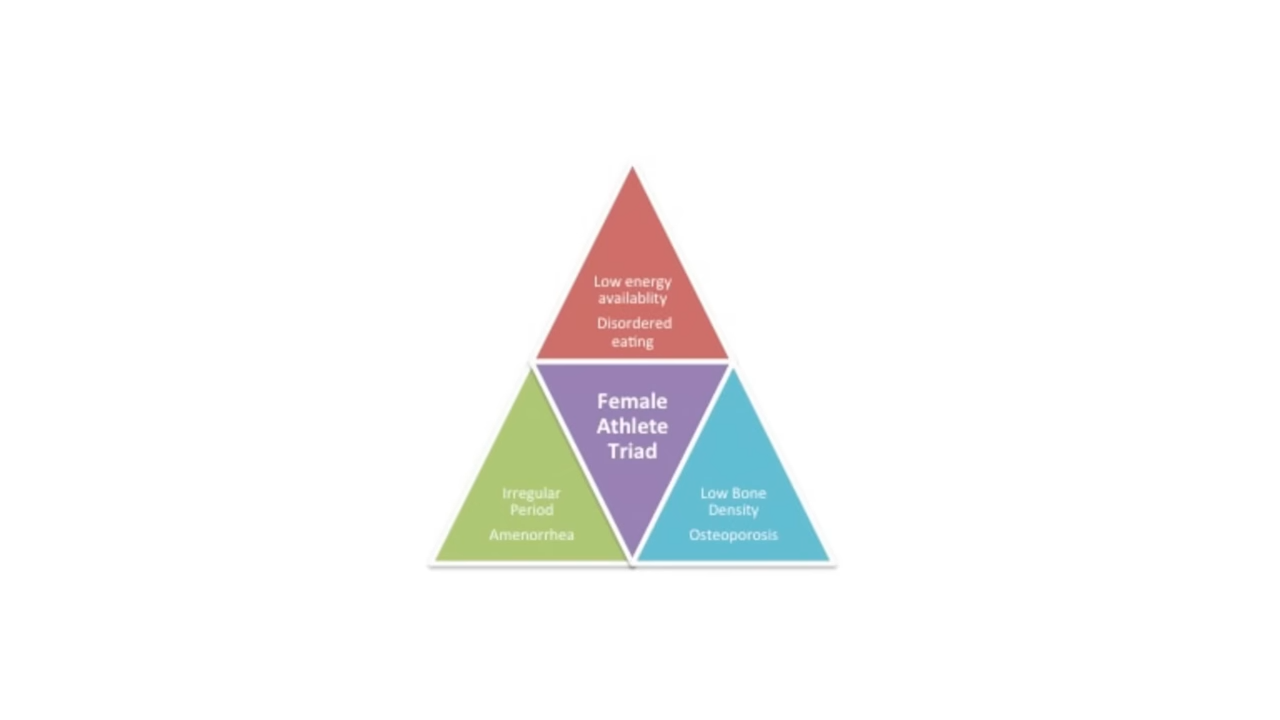 Low energy
availablity
Disordered
eating
Female
Athlete
Triad
Irregular
Period
Amenorrhea
Low Bone
Density
Osteoporosis